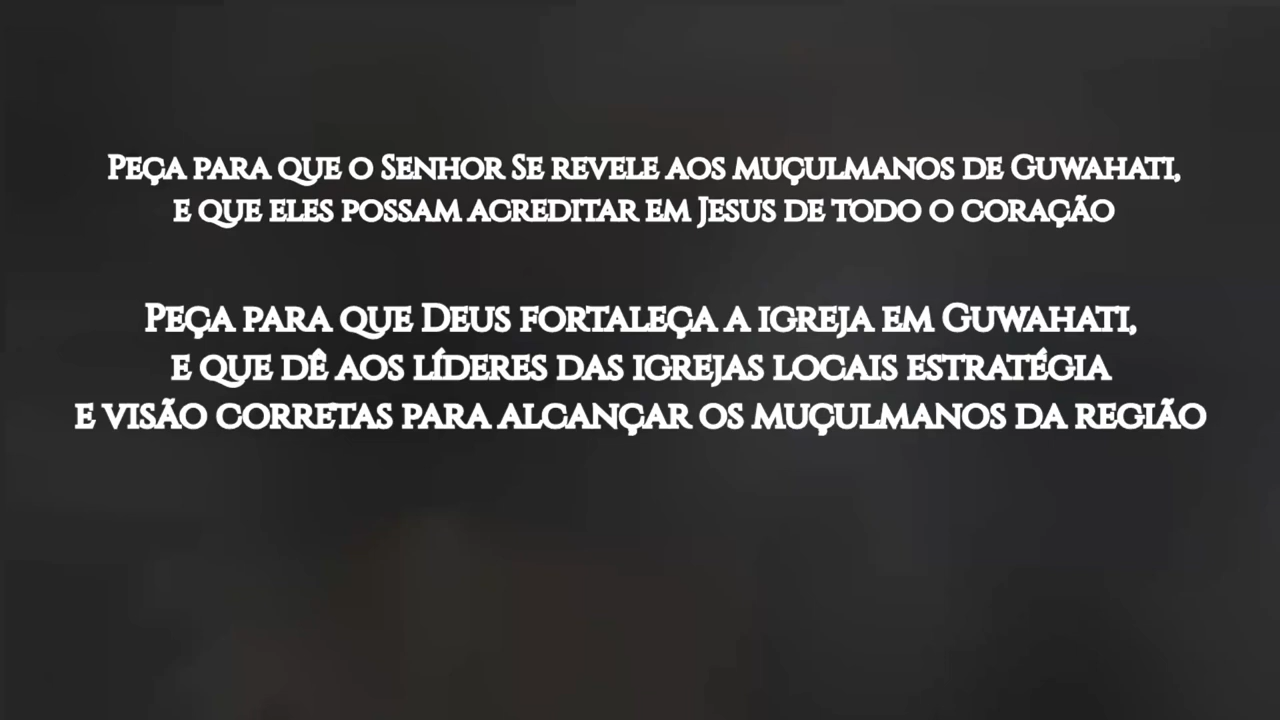 Peça para que o Senhor Se revele aos muçulmanos de Guwahati,
e que eles possam acreditar em Jesus de todo o coração
Peça para que Deus fortaleça a igreja em Guwahati,
e que dê aos líderes das igrejas locais estratégia
e visão corretas para alcançar os muçulmanos da região